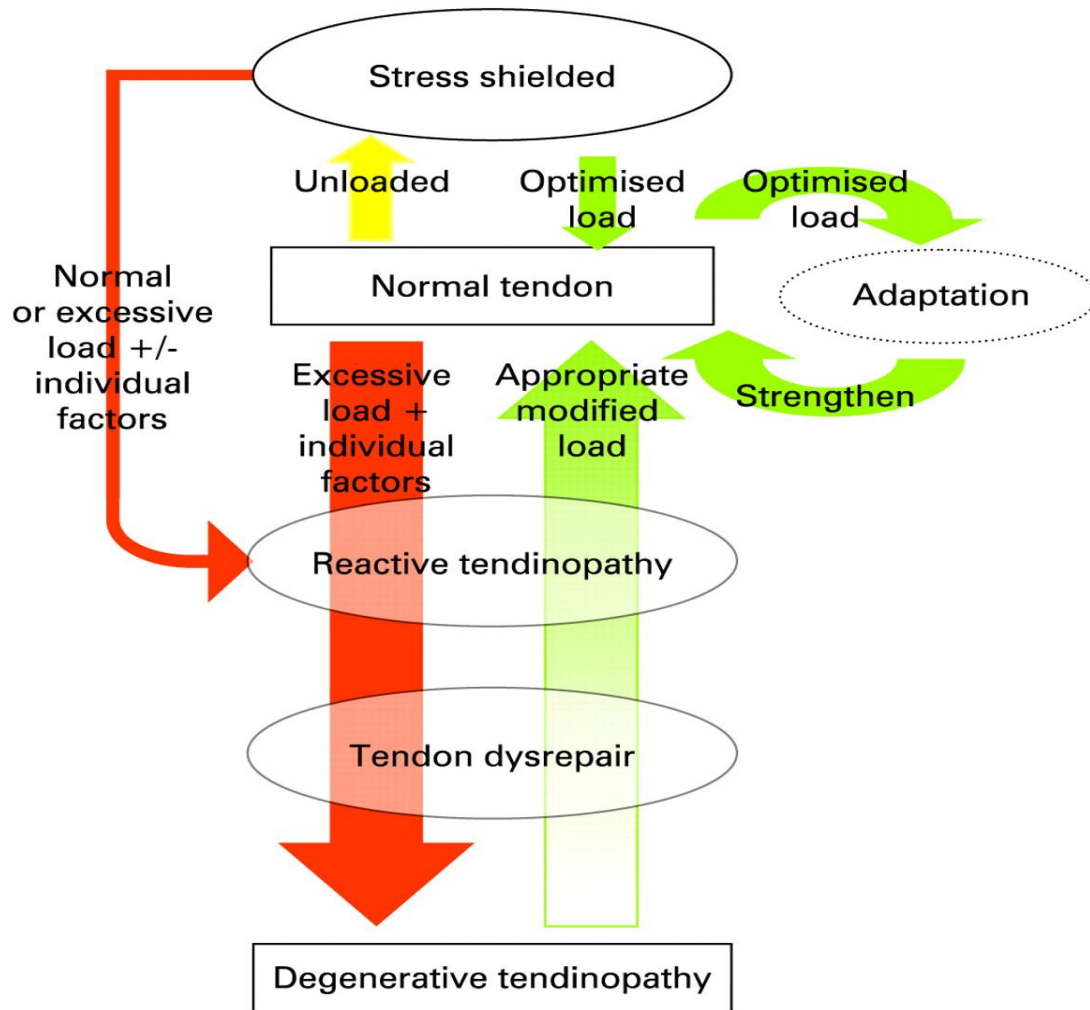 Stress shielded
Unloaded
Optimised
load
Optimised
load
Normal
or excessive
load +/-
individual
factors
Normal tendon
Adaptation
Excessive
load +
individual
factors
Appropriate
modified
load
Strengthen
Reactive tendinopathy
Tendon dysrepair
Degenerative tendinopathy